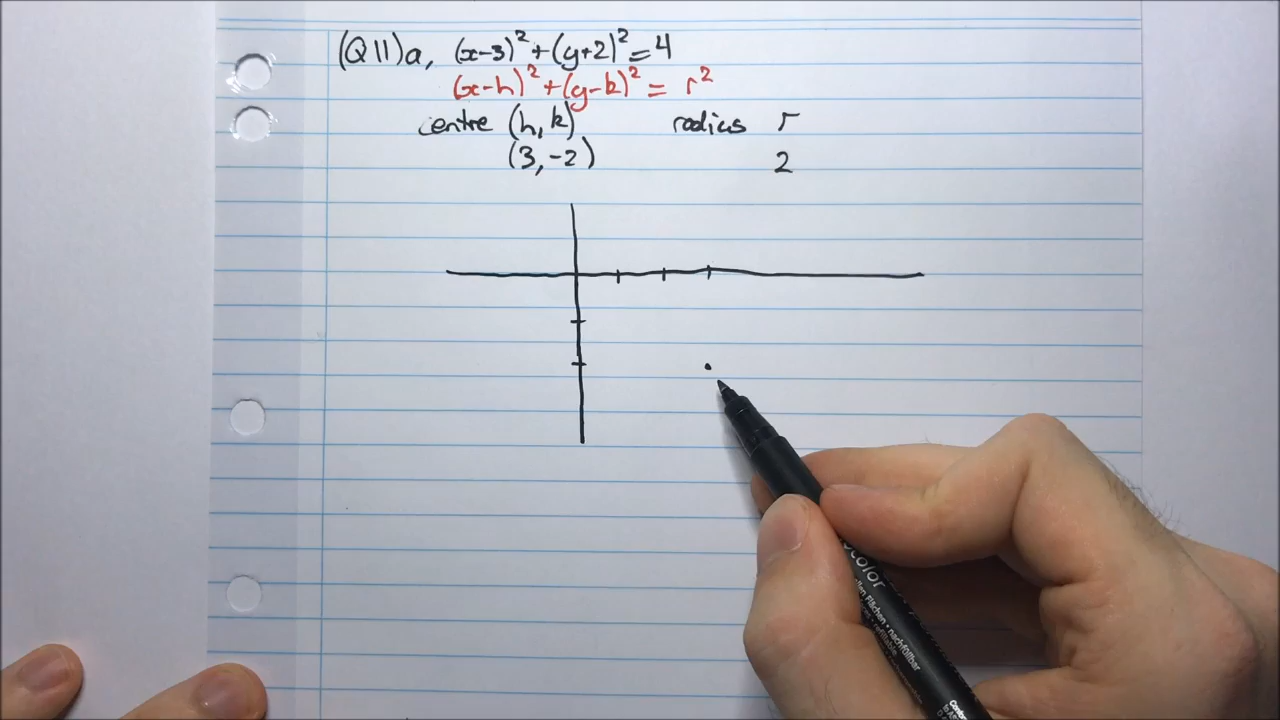 (Q11)a, (x-3)² + (y+2)² = 4
(x-h)² + (y-k)² = r²
centre (h, k) radius r
(3, -2) 2